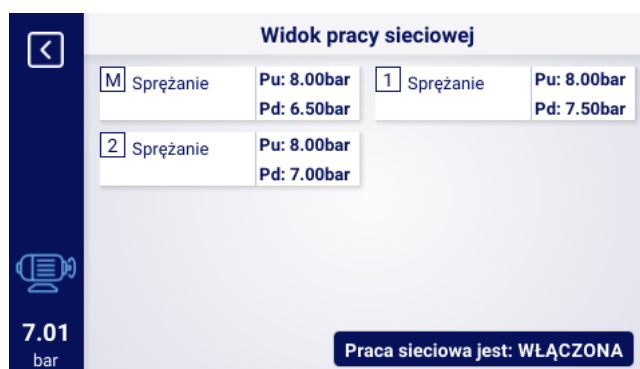 Widok pracy sieciowej
M Sprężanie Pu: 8.00bar
Pd: 6.50bar
1 Sprężanie Pu: 8.00bar
Pd: 7.50bar
2 Sprężanie Pu: 8.00bar
Pd: 7.00bar
7.01
bar
Praca sieciowa jest: WŁĄCZONA